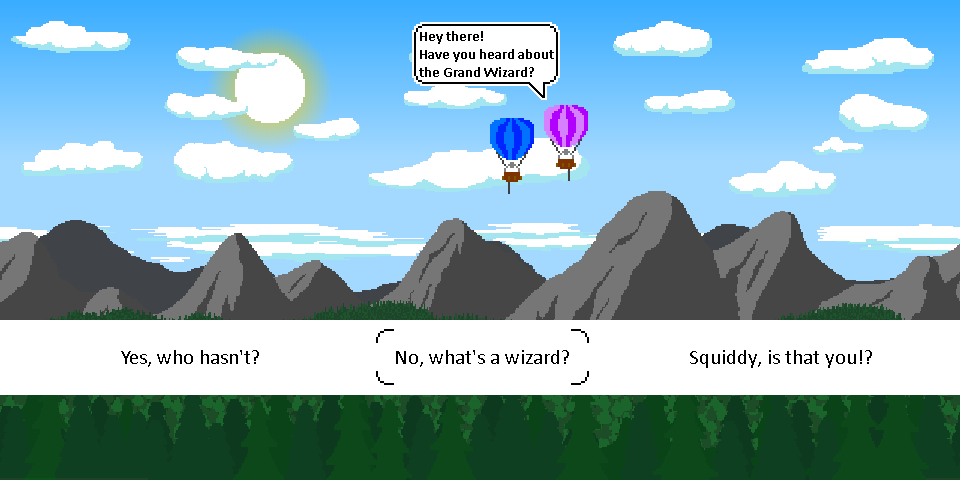 Hey there!
Have you heard about
the Grand Wizard?
Yes, who hasn't?
No, what's a wizard?
Squiddy, is that you!?